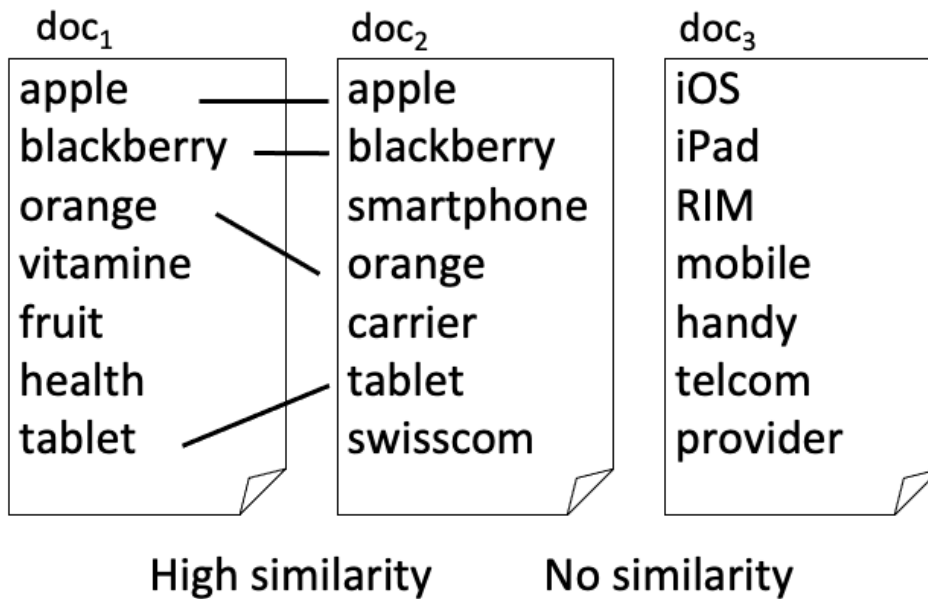 doc₁
apple
blackberry
orange
vitamine
fruit
health
tablet
doc₂
apple
blackberry
smartphone
orange
carrier
tablet
swisscom
doc₃
iOS
iPad
RIM
mobile
handy
telcom
provider
High similarity
No similarity